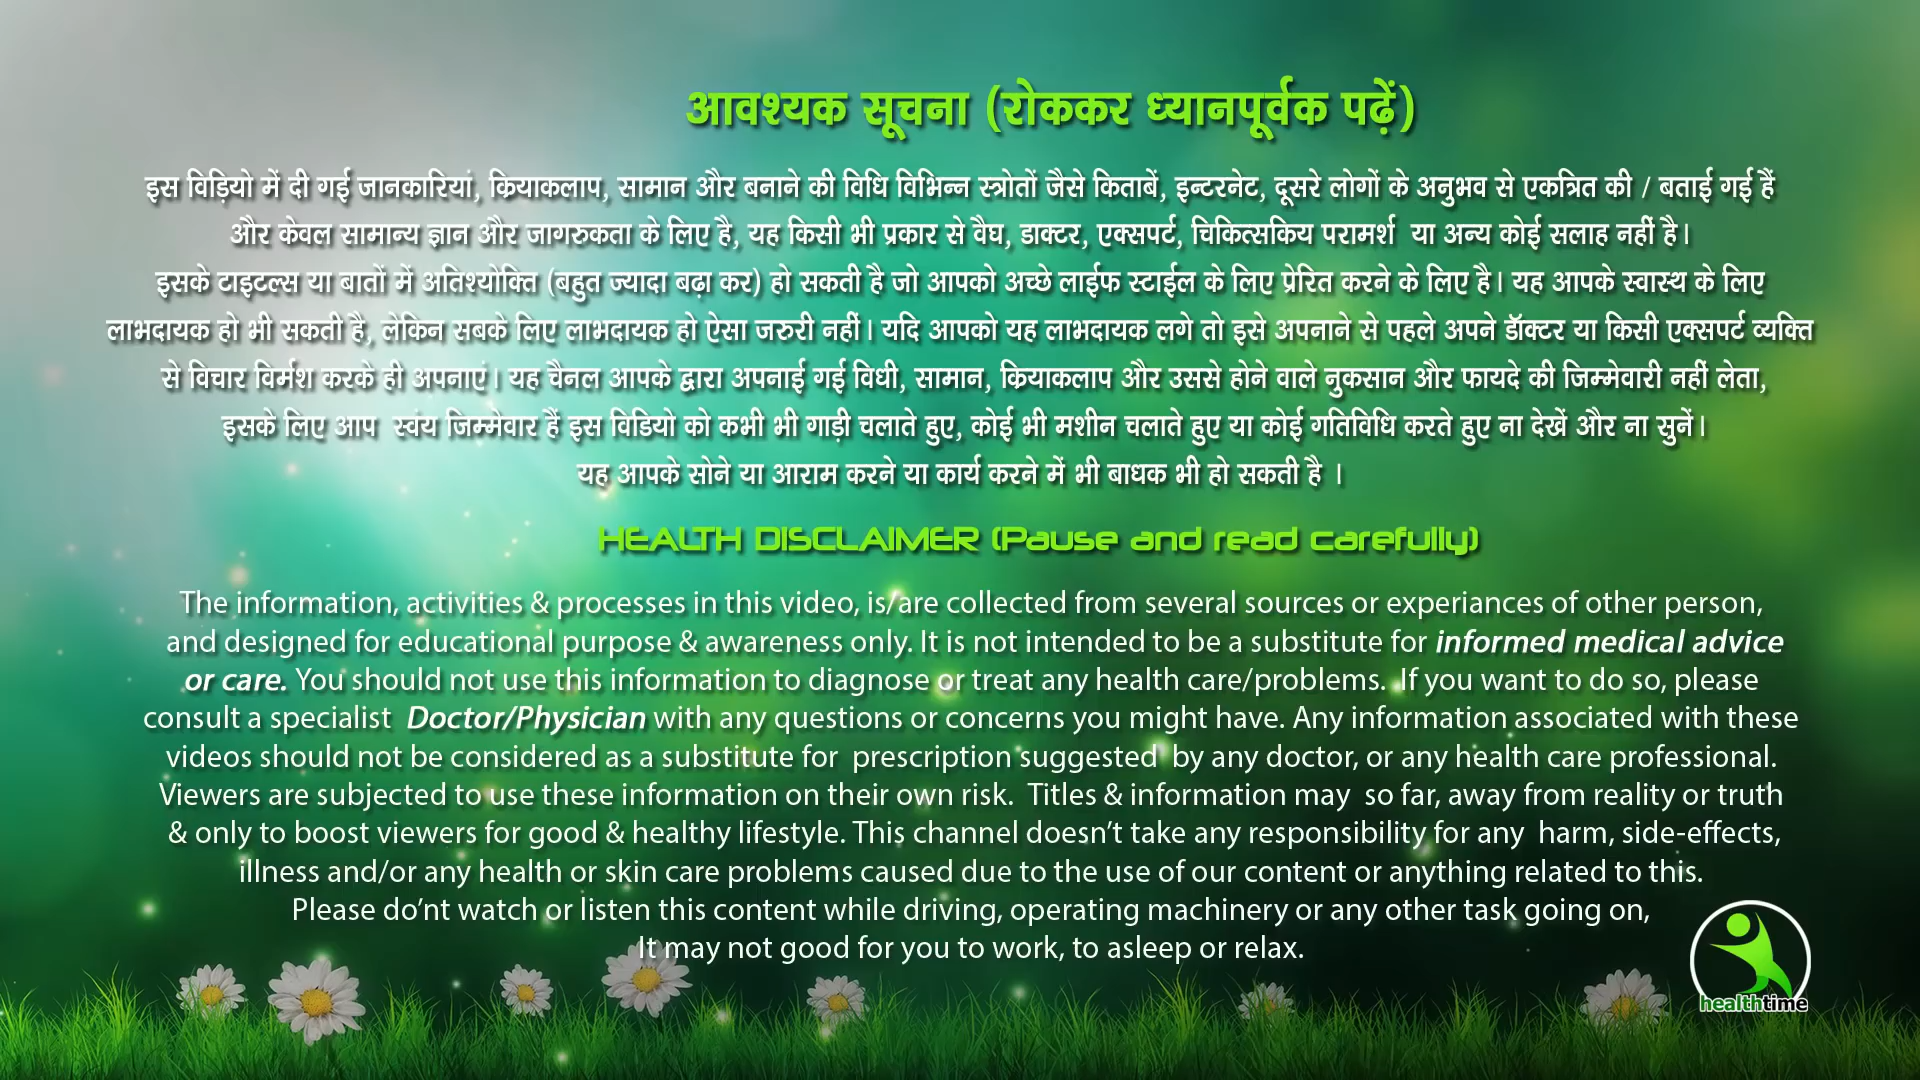 आवश्यक सूचना (रोककर ध्यानपूर्वक पढ़ें)
इस विड़ियो में दी गई जानकारियां, क्रियाकलाप, सामान और बनाने की विधि विभिन्न स्त्रोतों जैसे किताबें, इन्टरनेट, दूसरे लोगों के अनुभव से एकत्रित की / बताई गई हैं
और केवल सामान्य ज्ञान और जागरुकता के लिए है, यह किसी भी प्रकार से वैघ, डाक्टर, एक्सपर्ट, चिकित्सकिय परामर्श या अन्य कोई सलाह नहीं है।
इसके टाइटल्स या बातों में अतिश्योक्ति (बहुत ज्यादा बढ़ा कर) हो सकती है जो आपको अच्छे लाईफ स्टाईल के लिए प्रेरित करने के लिए है। यह आपके स्वास्थ के लिए
लाभदायक हो भी सकती है, लेकिन सबके लिए लाभदायक हो ऐसा जरुरी नहीं। यदि आपको यह लाभदायक लगे तो इसे अपनाने से पहले अपने डॅाक्टर या किसी एक्सपर्ट व्यक्ति
से विचार विर्मश करके ही अपनाएं। यह चैनल आपके द्वारा अपनाई गई विधी, सामान, क्रियाकलाप और उससे होने वाले नुकसान और फायदे की जिम्मेवारी नहीं लेता,
इसके लिए आप स्वंय जिम्मेवार हैं इस विडियो को कभी भी गाड़ी चलाते हुए, कोई भी मशीन चलाते हुए या कोई गतिविधि करते हुए ना देखें और ना सुनें।
यह आपके सोने या आराम करने या कार्य करने में भी बाधक भी हो सकती है ।
HEALTH DISCLAIMER (Pause and read carefully)
The information, activities & processes in this video, is/are collected from several sources or experiances of other person,
and designed for educational purpose & awareness only. It is not intended to be a substitute for informed medical advice
or care. You should not use this information to diagnose or treat any health care/problems. If you want to do so, please
consult a specialist Doctor/Physician with any questions or concerns you might have. Any information associated with these
videos should not be considered as a substitute for prescription suggested by any doctor, or any health care professional.
Viewers are subjected to use these information on their own risk. Titles & information may so far, away from reality or truth
& only to boost viewers for good & healthy lifestyle. This channel doesn't take any responsibility for any harm, side-effects,
illness and/or any health or skin care problems caused due to the use of our content or anything related to this.
Please do'nt watch or listen this content while driving, operating machinery or any other task going on,
It may not good for you to work, to asleep or relax.
healthtime